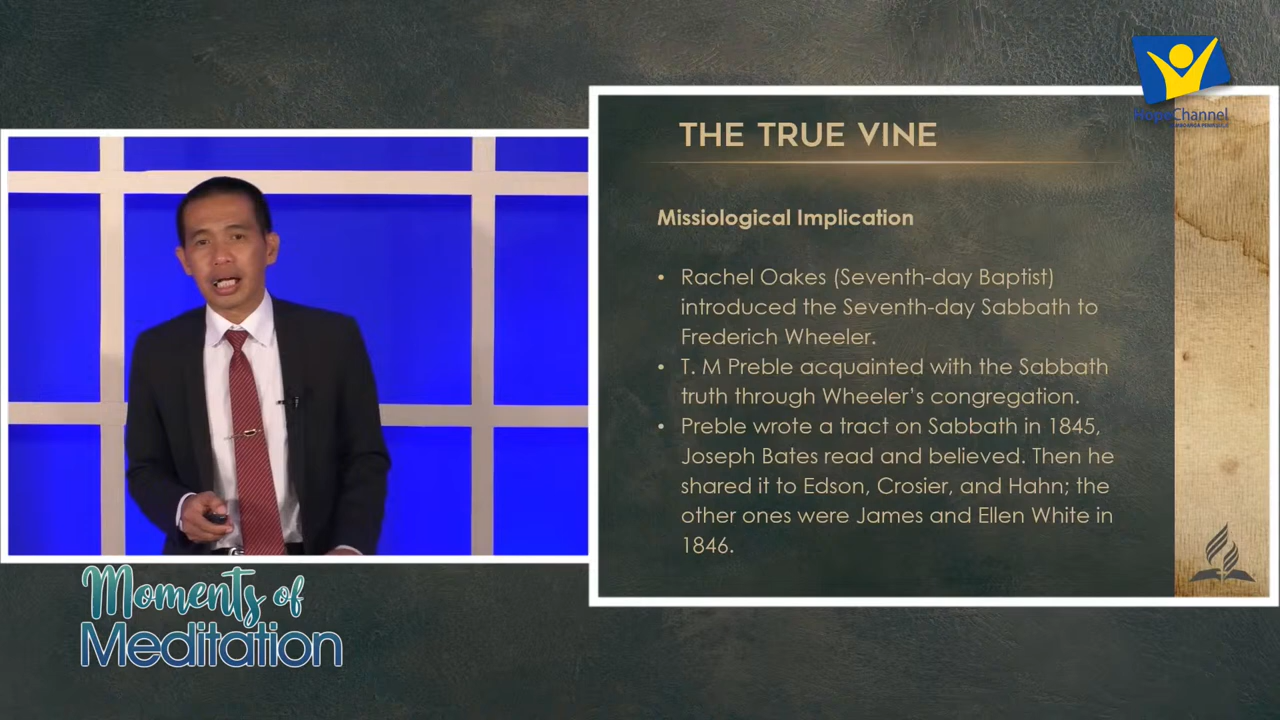 HopeChannel
THE TRUE VINE
Missiological Implication
• Rachel Oakes (Seventh-day Baptist)
introduced the Seventh-day Sabbath to
Frederich Wheeler.
• T. M Preble acquainted with the Sabbath
truth through Wheeler's congregation.
• Preble wrote a tract on Sabbath in 1845,
Joseph Bates read and believed. Then he
shared it to Edson, Crosier, and Hahn; the
other ones were James and Ellen White in
1846.
Moments of
Meditation